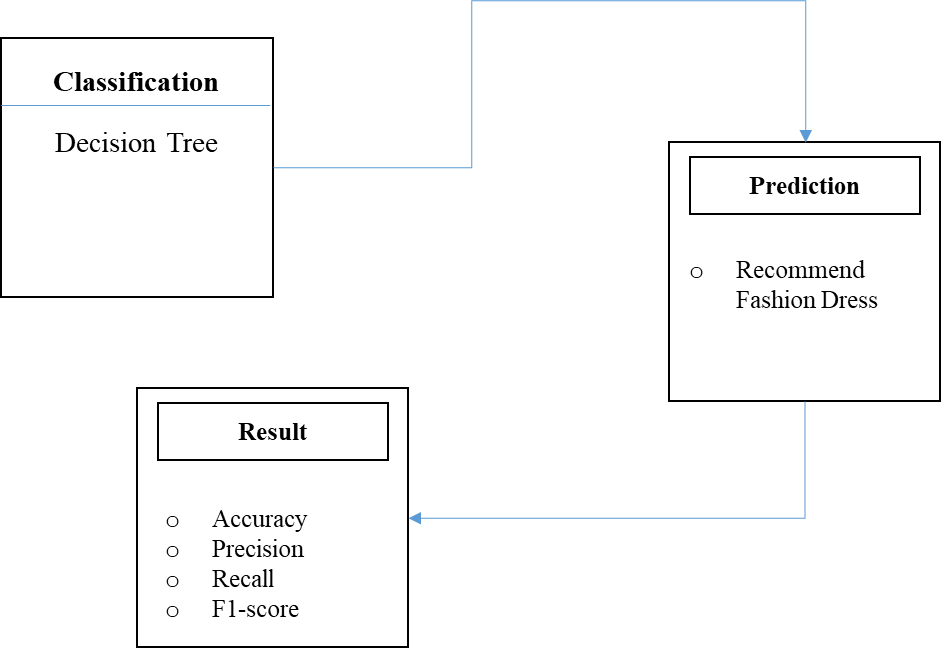 Classification
Decision Tree
Prediction
o Recommend
Fashion Dress
Result
o Accuracy
o Precision
o Recall
o F1-score